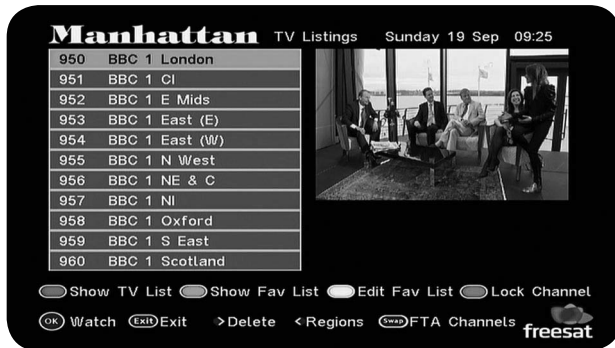 Manhattan TV Listings Sunday 19 Sep 09:25
950 BBC 1 London
951 BBC 1 CI
952 BBC 1 E Mids
953 BBC 1 East (E)
954 BBC 1 East (W)
955 BBC 1 N West
956 BBC 1 NE & C
957 BBC 1 NI
958 BBC 1 Oxford
959 BBC 1 S East
960 BBC 1 Scotland
Show TV List Show Fav List Edit Fav List Lock Channel
OK Watch Exit Exit >Delete <Regions Swap FTA Channels
freesat